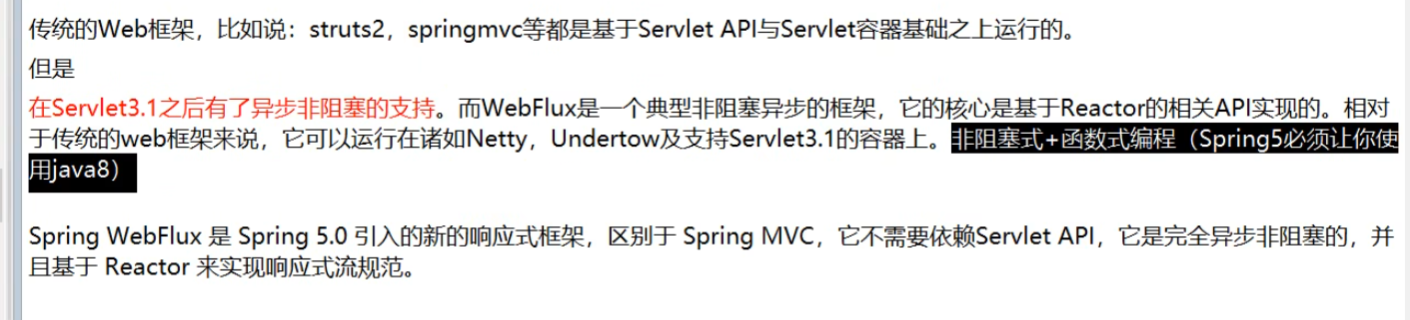 传统的Web框架，比如说：struts2，springmvc等都是基于Servlet API与Servlet容器基础之上运行的。
但是
在Servlet3.1之后有了异步非阻塞的支持。而WebFlux是一个典型非阻塞异步的框架，它的核心是基于Reactor的相关API实现的。相对
于传统的web框架来说，它可以运行在诸如Netty，Undertow及支持Servlet3.1的容器上。非阻塞式+函数式编程（Spring5必须让你使
用java8）
Spring WebFlux 是 Spring 5.0 引入的新的响应式框架，区别于 Spring MVC，它不需要依赖Servlet API，它是完全异步非阻塞的，并
且基于 Reactor 来实现响应式流规范。